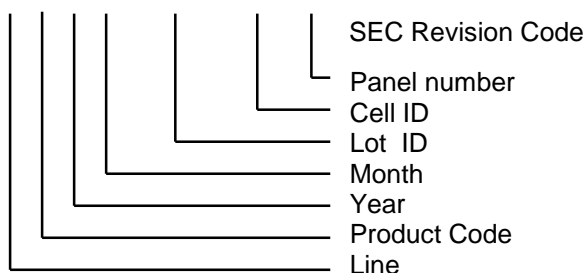 SEC Revision Code
Panel number
Cell ID
Lot  ID
Month
Year
Product Code
Line